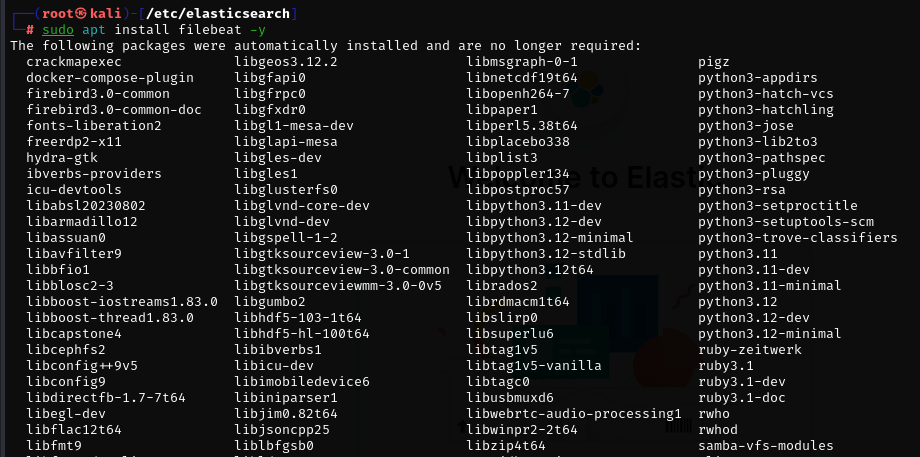 ┌──(root㉿kali)-[/etc/elasticsearch]
└─# sudo apt install filebeat -y
The following packages were automatically installed and are no longer required:
crackmapexec libgeos3.12.2 libmsgraph-0-1 pigz
docker-compose-plugin libgfapi0 libnetcdf19t64 python3-appdirs
firebird3.0-common libgfrpc0 libopenh264-7 python3-hatch-vcs
firebird3.0-common-doc libgfxdr0 libpaper1 python3-hatchling
fonts-liberation2 libgl1-mesa-dev libperl5.38t64 python3-jose
freerdp2-x11 libglapi-mesa libplacebo338 python3-lib2to3
hydra-gtk libgles-dev libplist3 python3-pathspec
ibverbs-providers libgles1 libpoppler134 python3-pluggy
icu-devtools libglusterfs0 libpostproc57 python3-rsa
libabsl20230802 libglvnd-core-dev libpython3.11-dev python3-setproctitle
libarmadillo12 libglvnd-dev libpython3.12-dev python3-setuptools-scm
libassuan0 libgspell-1-2 libpython3.12-minimal python3-trove-classifiers
libavfilter9 libgtksourceview-3.0-1 libpython3.12-stdlib python3.11
libbfio1 libgtksourceview-3.0-common libpython3.12t64 python3.11-dev
libblosc2-3 libgtksourceviewmm-3.0-0v5 librados2 python3.11-minimal
libboost-iostreams1.83.0 libgumbo2 librdmacm1t64 python3.12
libboost-thread1.83.0 libhdf5-103-1t64 libslirp0 python3.12-dev
libcapstone4 libhdf5-hl-100t64 libsuperlu6 python3.12-minimal
libcephfs2 libibverbs1 libtag1v5 ruby-zeitwerk
libconfig++9v5 libicu-dev libtag1v5-vanilla ruby3.1
libconfig9 libimobiledevice6 libtagc0 ruby3.1-dev
libdirectfb-1.7-7t64 libiniparser1 libusbmuxd6 ruby3.1-doc
libegl-dev libjim0.82t64 libwebrtc-audio-processing1 rwho
libflac12t64 libjsoncpp25 libwinpr2-2t64 rwhod
libfmt9 liblbfgsb0 libzip4t64 samba-vfs-modules